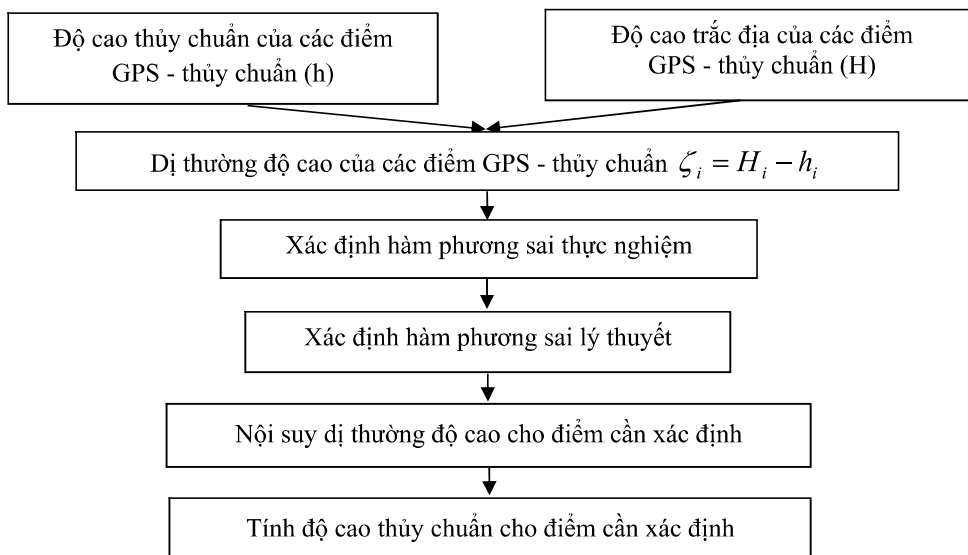 Độ cao thủy chuẩn của các điểm
GPS - thủy chuẩn (h)
Độ cao trắc địa của các điểm
GPS - thủy chuẩn (H)
Dị thường độ cao của các điểm GPS - thủy chuẩn ζ_i = H_i − h_i
Xác định hàm phương sai thực nghiệm
Xác định hàm phương sai lý thuyết
Nội suy dị thường độ cao cho điểm cần xác định
Tính độ cao thủy chuẩn cho điểm cần xác định